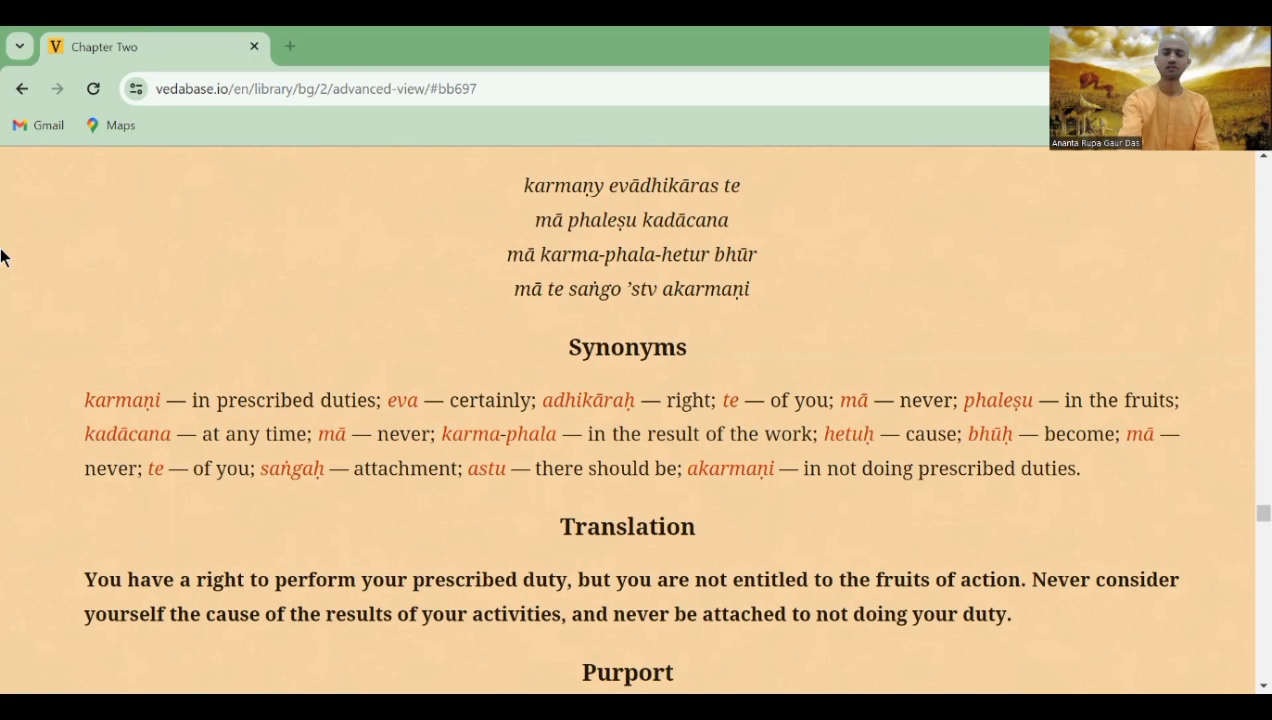 V Chapter Two
vedabase.io/en/library/bg/2/advanced-view/#bb697
Gmail Maps
Ananta Rupa Gaur Das
karmaṇy evādhikāras te
mā phaleṣu kadācana
mā karma-phala-hetur bhūr
mā te saṅgo ’stv akarmaṇi
Synonyms
karmaṇi — in prescribed duties; eva — certainly; adhikāraḥ — right; te — of you; mā — never; phaleṣu — in the fruits;
kadācana — at any time; mā — never; karma-phala — in the result of the work; hetuḥ — cause; bhūḥ — become; mā —
never; te — of you; saṅgaḥ — attachment; astu — there should be; akarmaṇi — in not doing prescribed duties.
Translation
You have a right to perform your prescribed duty, but you are not entitled to the fruits of action. Never consider
yourself the cause of the results of your activities, and never be attached to not doing your duty.
Purport